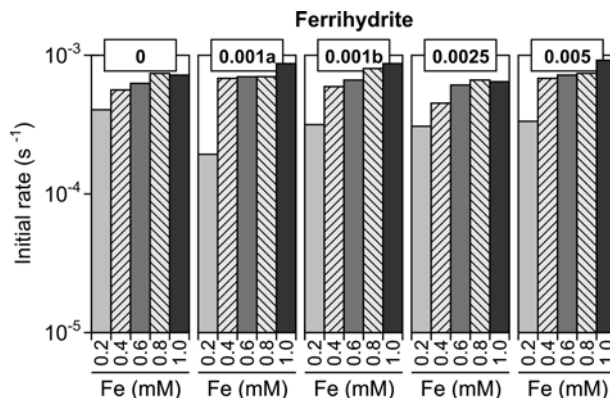 Ferrihydrite
0 0.001a 0.001b 0.0025 0.005
Initial rate (s⁻¹)
10⁻³
10⁻⁴
10⁻⁵
0.2 0.4 0.6 0.8 1.0 0.2 0.4 0.6 0.8 1.0 0.2 0.4 0.6 0.8 1.0 0.2 0.4 0.6 0.8 1.0 0.2 0.4 0.6 0.8 1.0
Fe (mM) Fe (mM) Fe (mM) Fe (mM) Fe (mM)